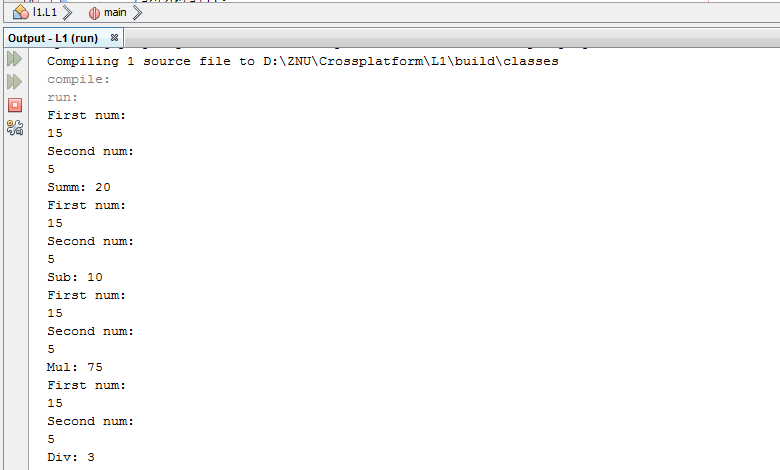 l1.L1 main
Output - L1 (run)
Compiling 1 source file to D:\ZNU\Crossplatform\L1\build\classes
compile:
run:
First num:
15
Second num:
5
Summ: 20
First num:
15
Second num:
5
Sub: 10
First num:
15
Second num:
5
Mul: 75
First num:
15
Second num:
5
Div: 3